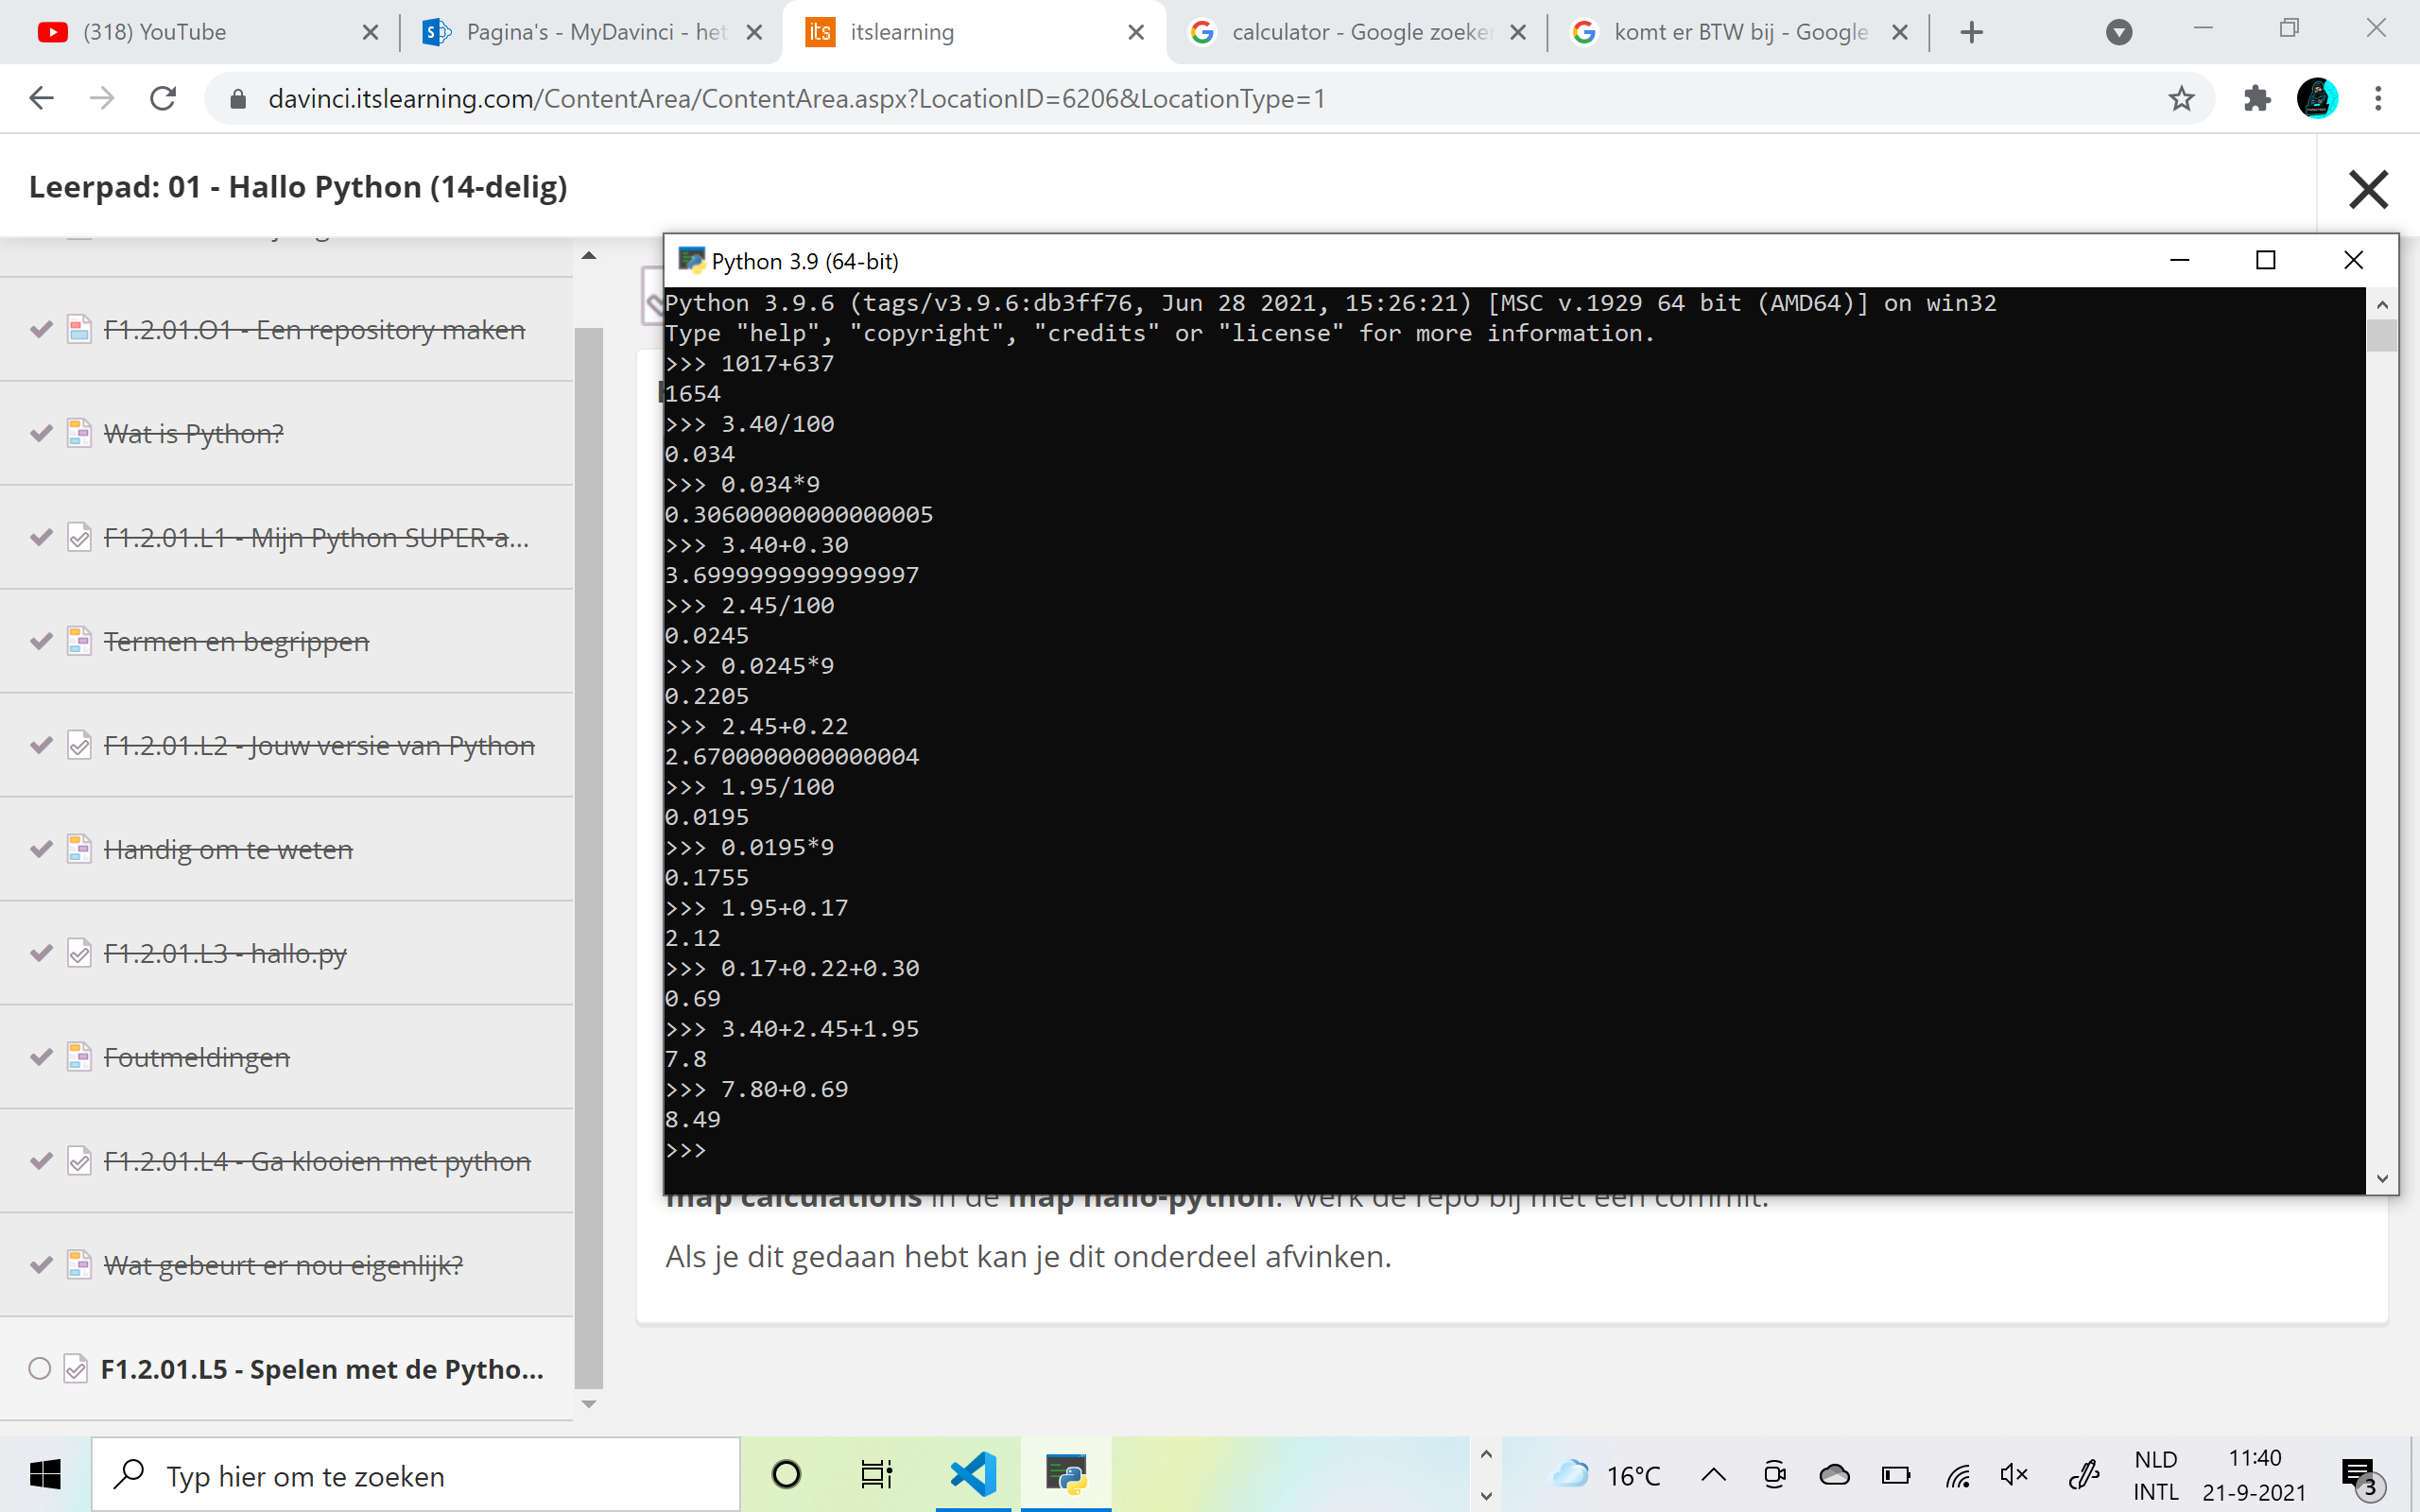 (318) YouTube
Pagina's - MyDavinci - het
itslearning
calculator - Google zoeken
komt er BTW bij - Google
davinci.itslearning.com/ContentArea/ContentArea.aspx?LocationID=6206&LocationType=1
Leerpad: 01 - Hallo Python (14-delig)
F1.2.01.O1 - Een repository maken
Wat is Python?
F1.2.01.L1 - Mijn Python SUPER-a...
Termen en begrippen
F1.2.01.L2 - Jouw versie van Python
Handig om te weten
F1.2.01.L3 - hallo.py
Foutmeldingen
F1.2.01.L4 - Ga klooien met python
Wat gebeurt er nou eigenlijk?
F1.2.01.L5 - Spelen met de Pytho...
Python 3.9 (64-bit)
Python 3.9.6 (tags/v3.9.6:db3ff76, Jun 28 2021, 15:26:21) [MSC v.1929 64 bit (AMD64)] on win32
Type "help", "copyright", "credits" or "license" for more information.
>>> 1017+637
1654
>>> 3.40/100
0.034
>>> 0.034*9
0.30600000000000005
>>> 3.40+0.30
3.6999999999999997
>>> 2.45/100
0.0245
>>> 0.0245*9
0.2205
>>> 2.45+0.22
2.6700000000000004
>>> 1.95/100
0.0195
>>> 0.0195*9
0.1755
>>> 1.95+0.17
2.12
>>> 0.17+0.22+0.30
0.69
>>> 3.40+2.45+1.95
7.8
>>> 7.80+0.69
8.49
>>>
map calculations in de map hallo-python. Werk de repo bij met een commit.
Als je dit gedaan hebt kan je dit onderdeel afvinken.
Typ hier om te zoeken
16°C
NLD
INTL
11:40
21-9-2021
3